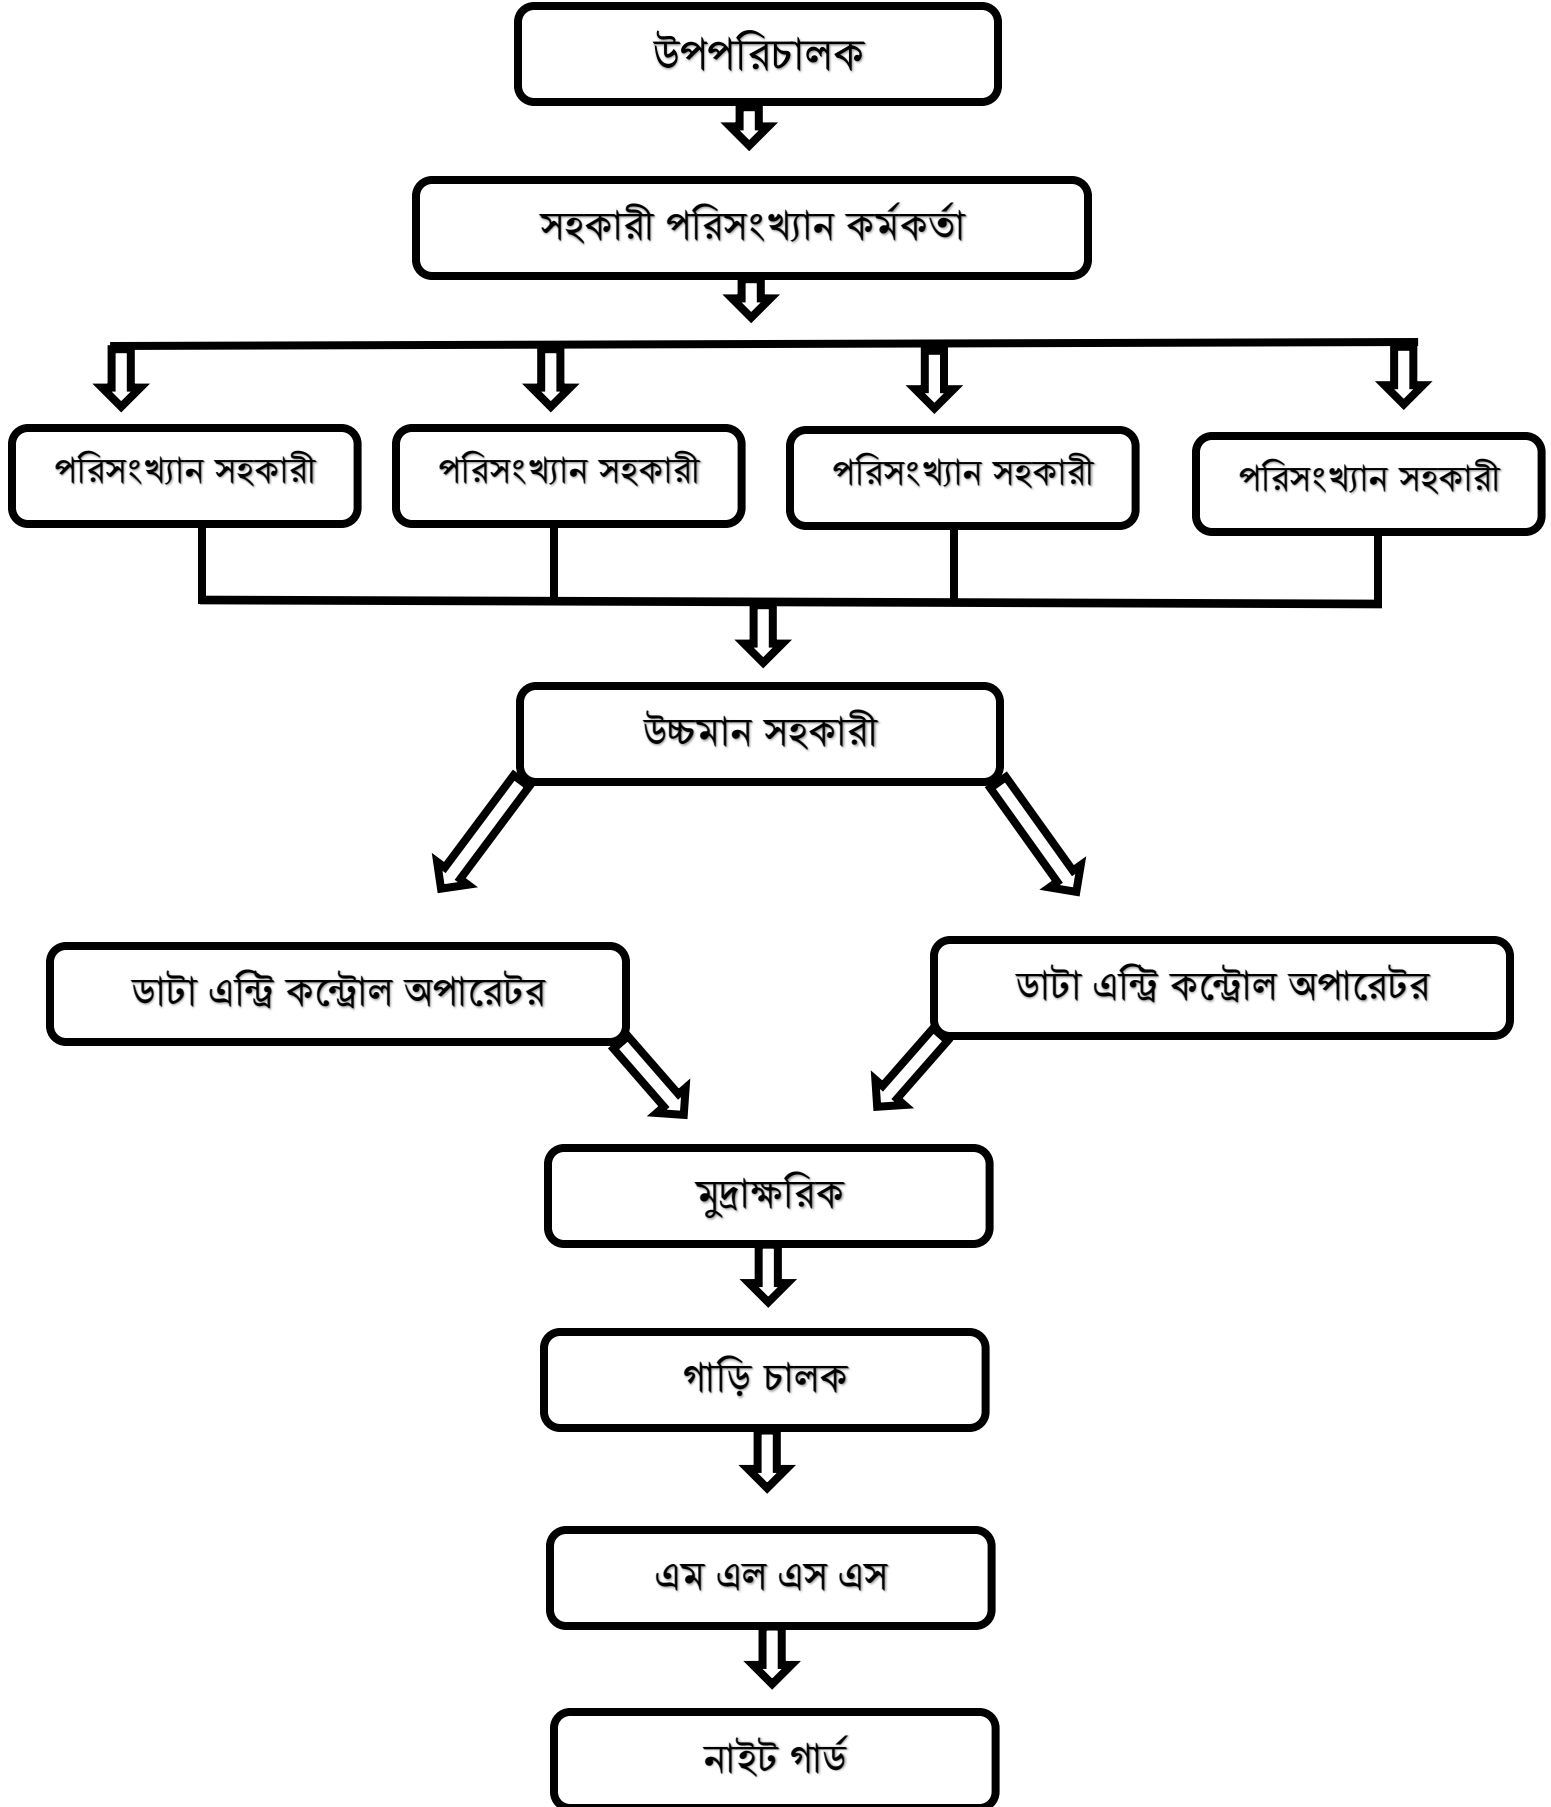 উপপরিচালক
সহকারী পরিসংখ্যান কর্মকর্তা
পরিসংখ্যান সহকারী
পরিসংখ্যান সহকারী
পরিসংখ্যান সহকারী
পরিসংখ্যান সহকারী
উচ্চমান সহকারী
ডাটা এন্ট্রি কন্ট্রোল অপারেটর
ডাটা এন্ট্রি কন্ট্রোল অপারেটর
মুদ্রাক্ষরিক
গাড়ি চালক
এম এল এস এস
নাইট গার্ড